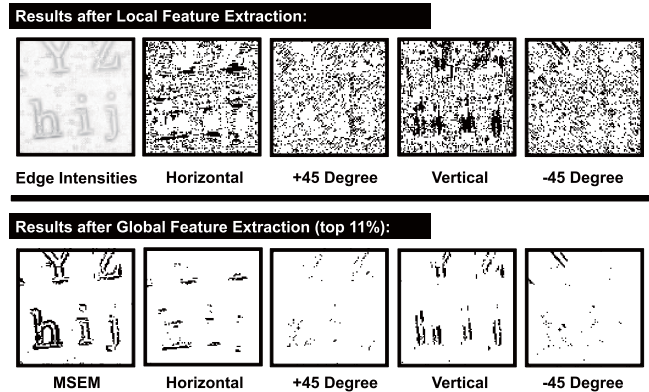 Results after Local Feature Extraction:
Y Z
h i j
Edge Intensities Horizontal +45 Degree Vertical -45 Degree
Results after Global Feature Extraction (top 11%):
Y Z
h i j
MSEM Horizontal +45 Degree Vertical -45 Degree